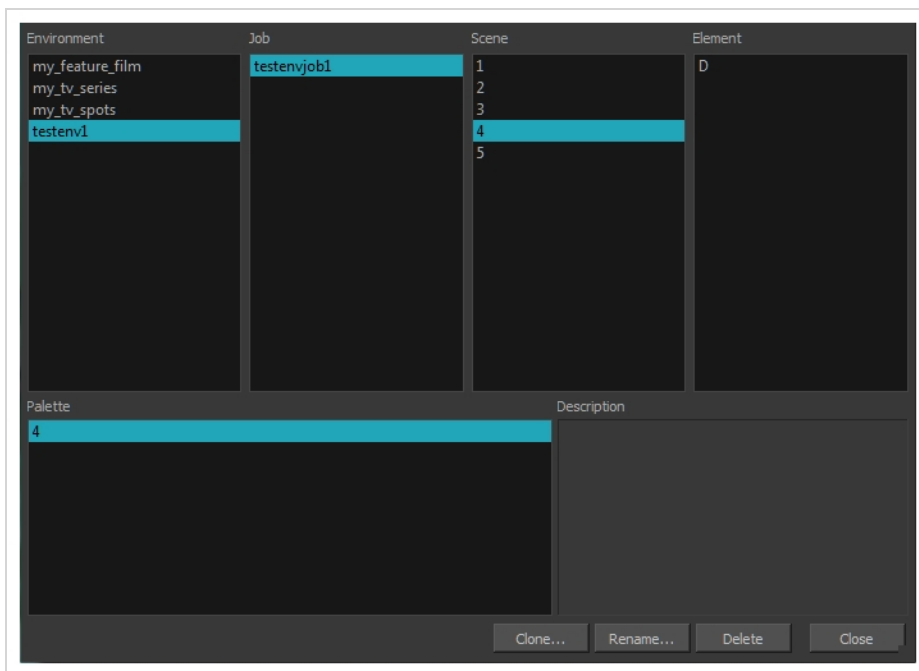 Environment
my_feature_film
my_tv_series
my_tv_spots
testenv1
Job
testenvjob1
Scene
1
2
3
4
5
Element
D
Palette
4
Description
Clone...
Rename...
Delete
Close